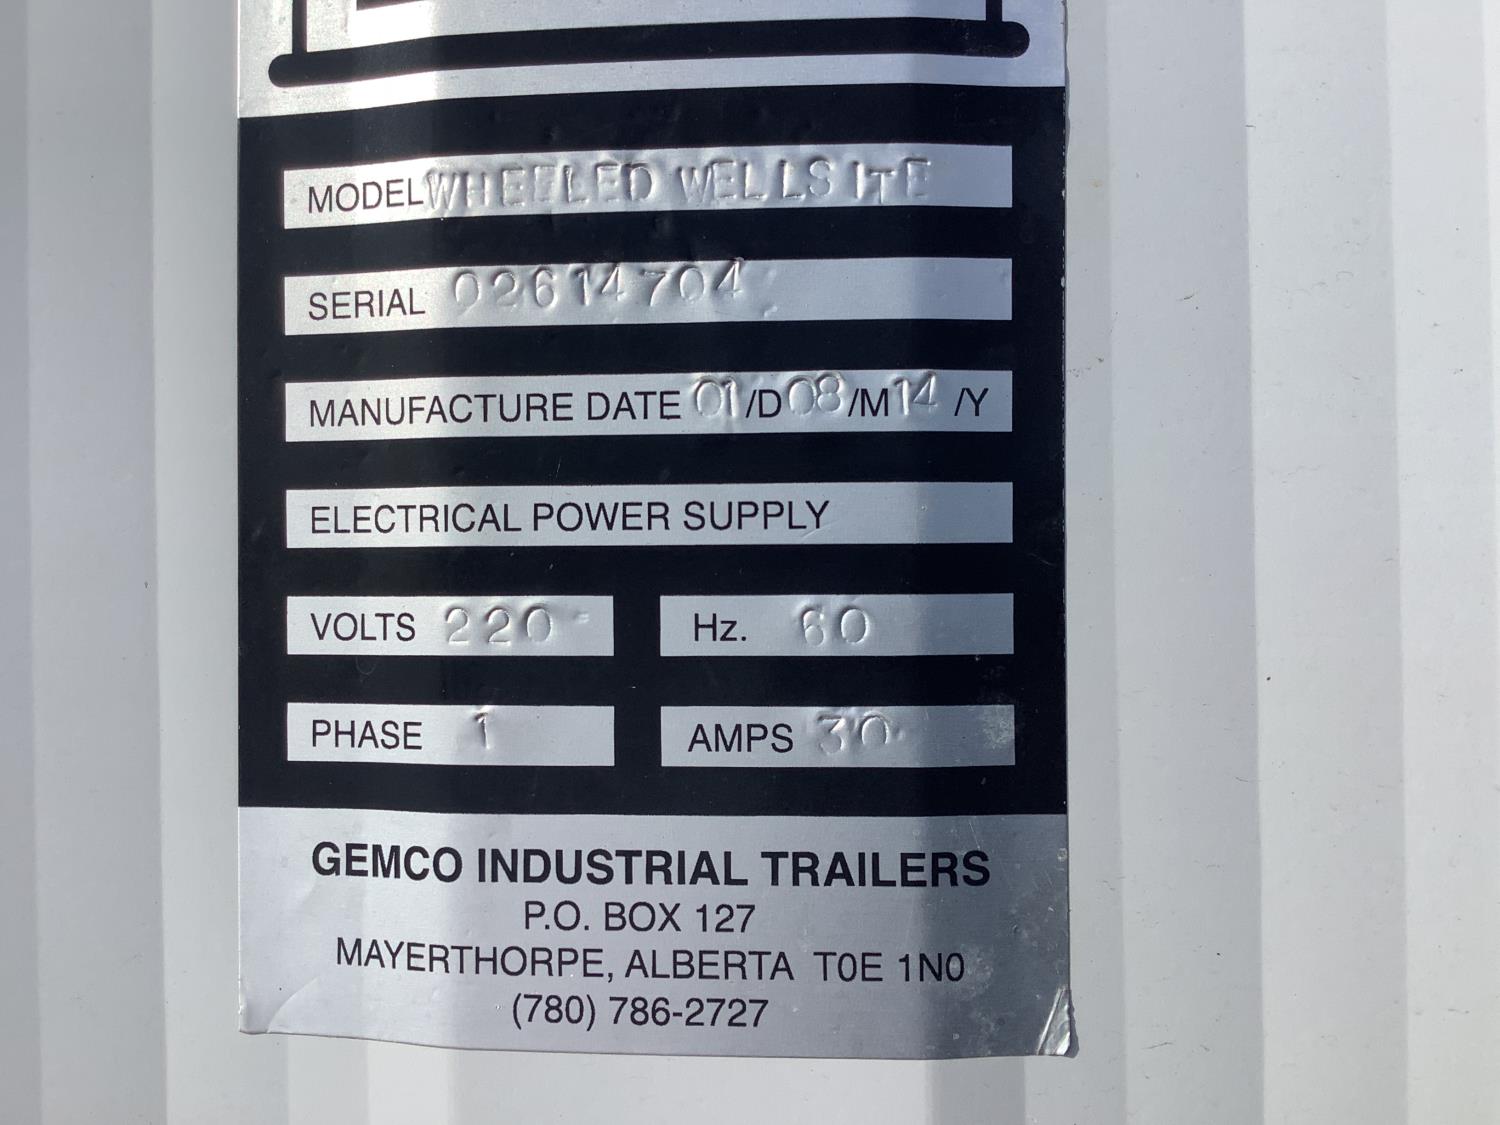 MODEL WHEELED WELLSITE
SERIAL 02614704
MANUFACTURE DATE 01/D 08/M 14/Y
ELECTRICAL POWER SUPPLY
VOLTS 220 Hz. 60
PHASE 1 AMPS 30
GEMCO INDUSTRIAL TRAILERS
P.O. BOX 127
MAYERTHORPE, ALBERTA T0E 1N0
(780) 786-2727